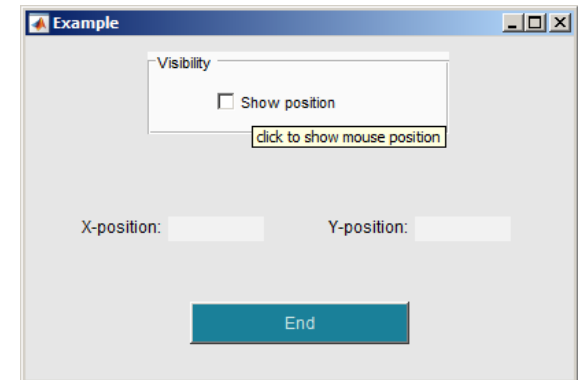 Example
Visibility
Show position
click to show mouse position
X-position: Y-position:
End